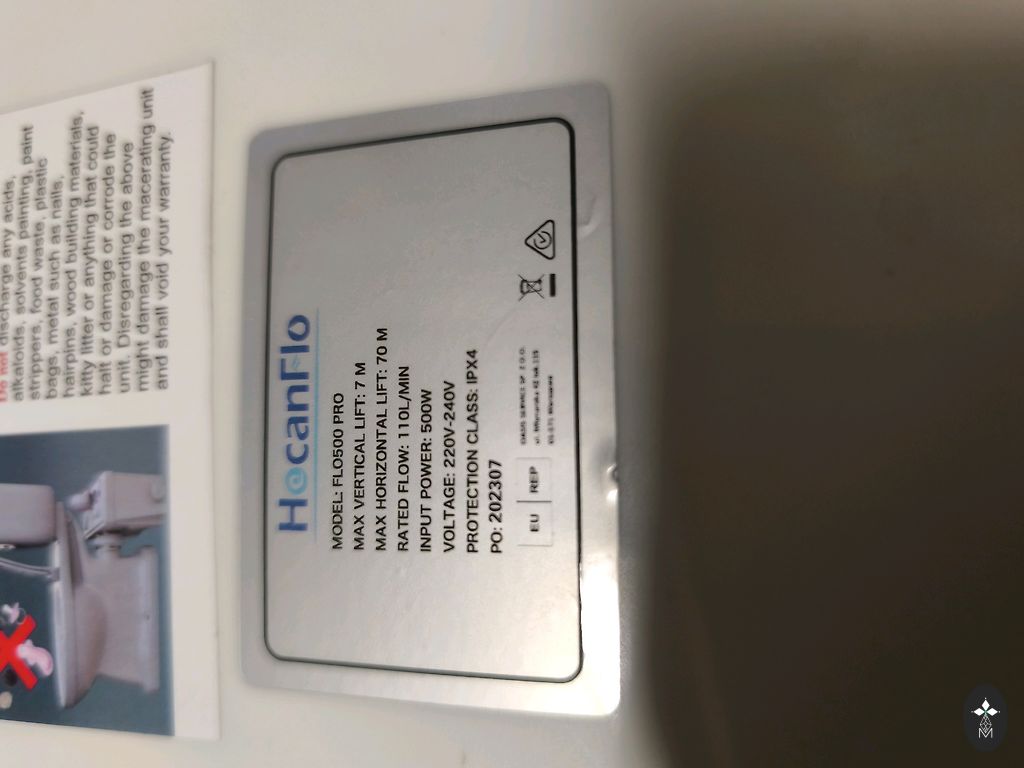 Do not discharge any acids,
alkaloids, solvents painting, paint
strippers, food waste, plastic
bags, metal such as nails,
hairpins, wood building materials,
kitty litter or anything that could
halt or damage or corrode the
unit. Disregarding the above
might damage the macerating unit
and shall void your warranty.
HocanFlo
MODEL: FLO500 PRO
MAX VERTICAL LIFT: 7 M
MAX HORIZONTAL LIFT: 70 M
RATED FLOW: 110L/MIN
INPUT POWER: 500W
VOLTAGE: 220V-240V
PROTECTION CLASS: IPX4
PO: 202307
EU REP
M